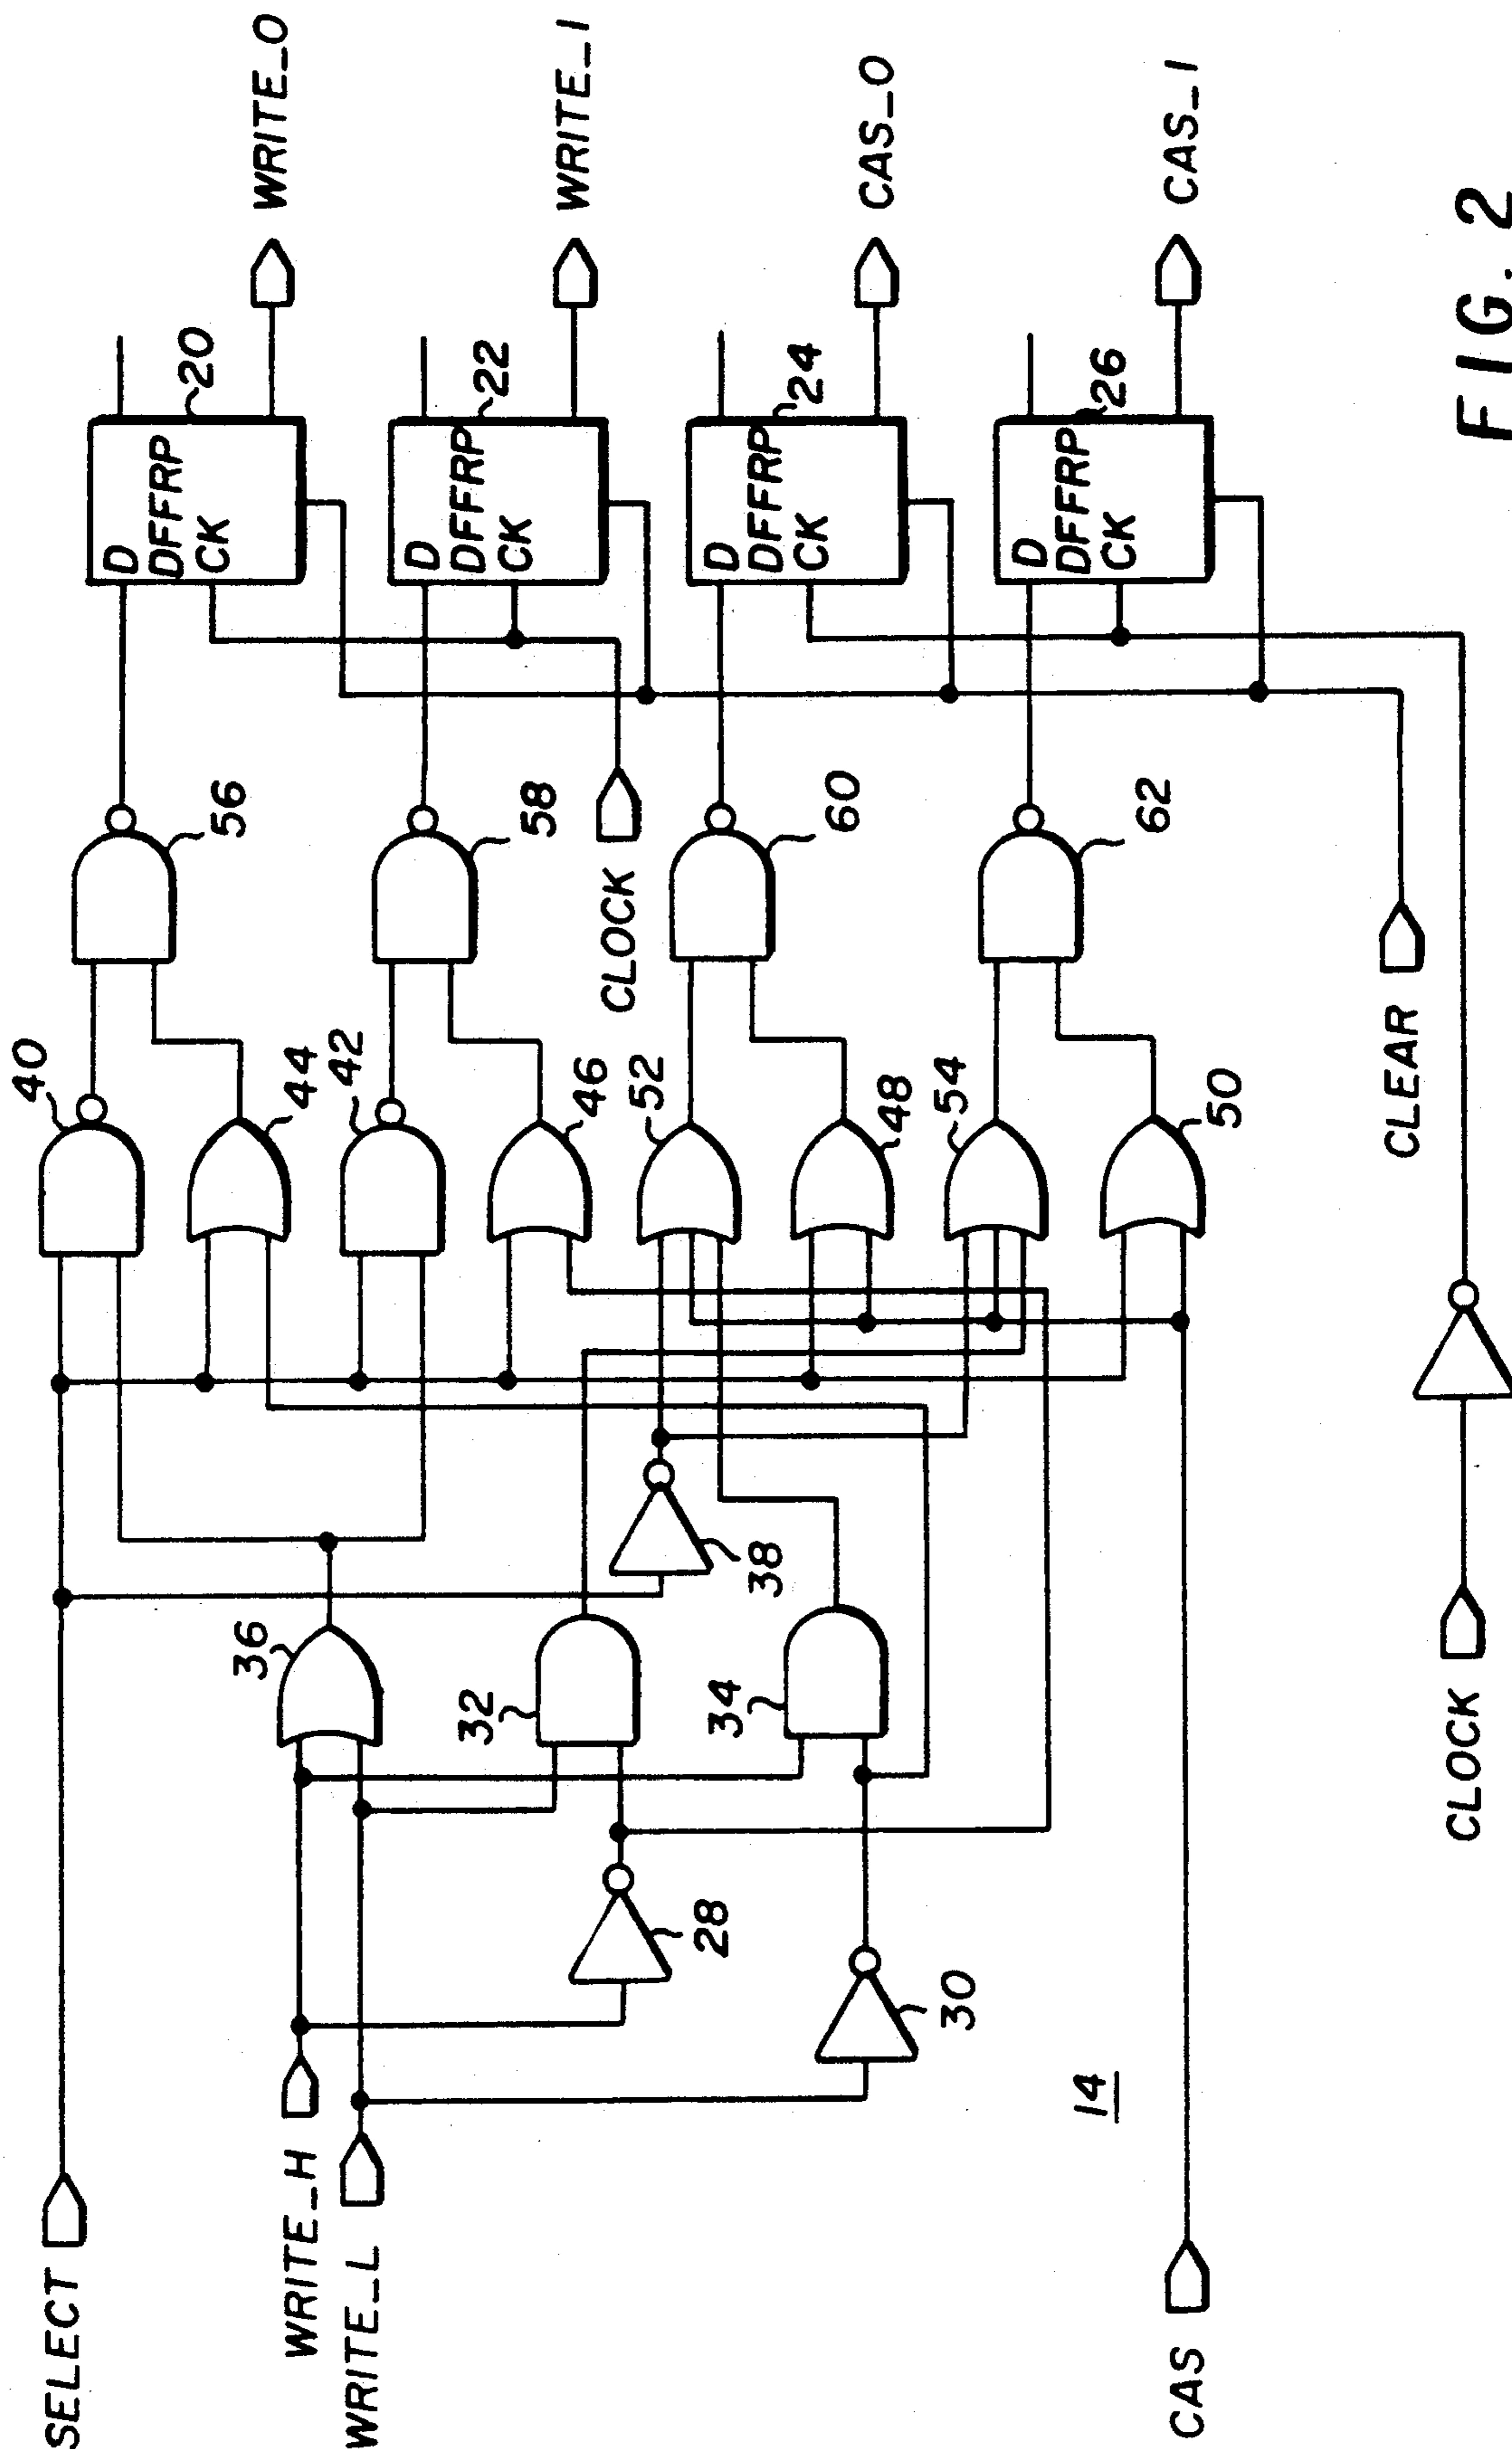 SELECT
WRITE_H
WRITE_L
CAS
14
28
30
36
32
34
38
40
44
42
46
52
48
54
50
56
58
60
62
CLOCK
CLEAR
CLOCK
D
DFFRP
CK
20
D
DFFRP
CK
22
D
DFFRP
CK
24
D
DFFRP
CK
26
WRITE_0
WRITE_1
CAS_0
CAS_1
FIG. 2